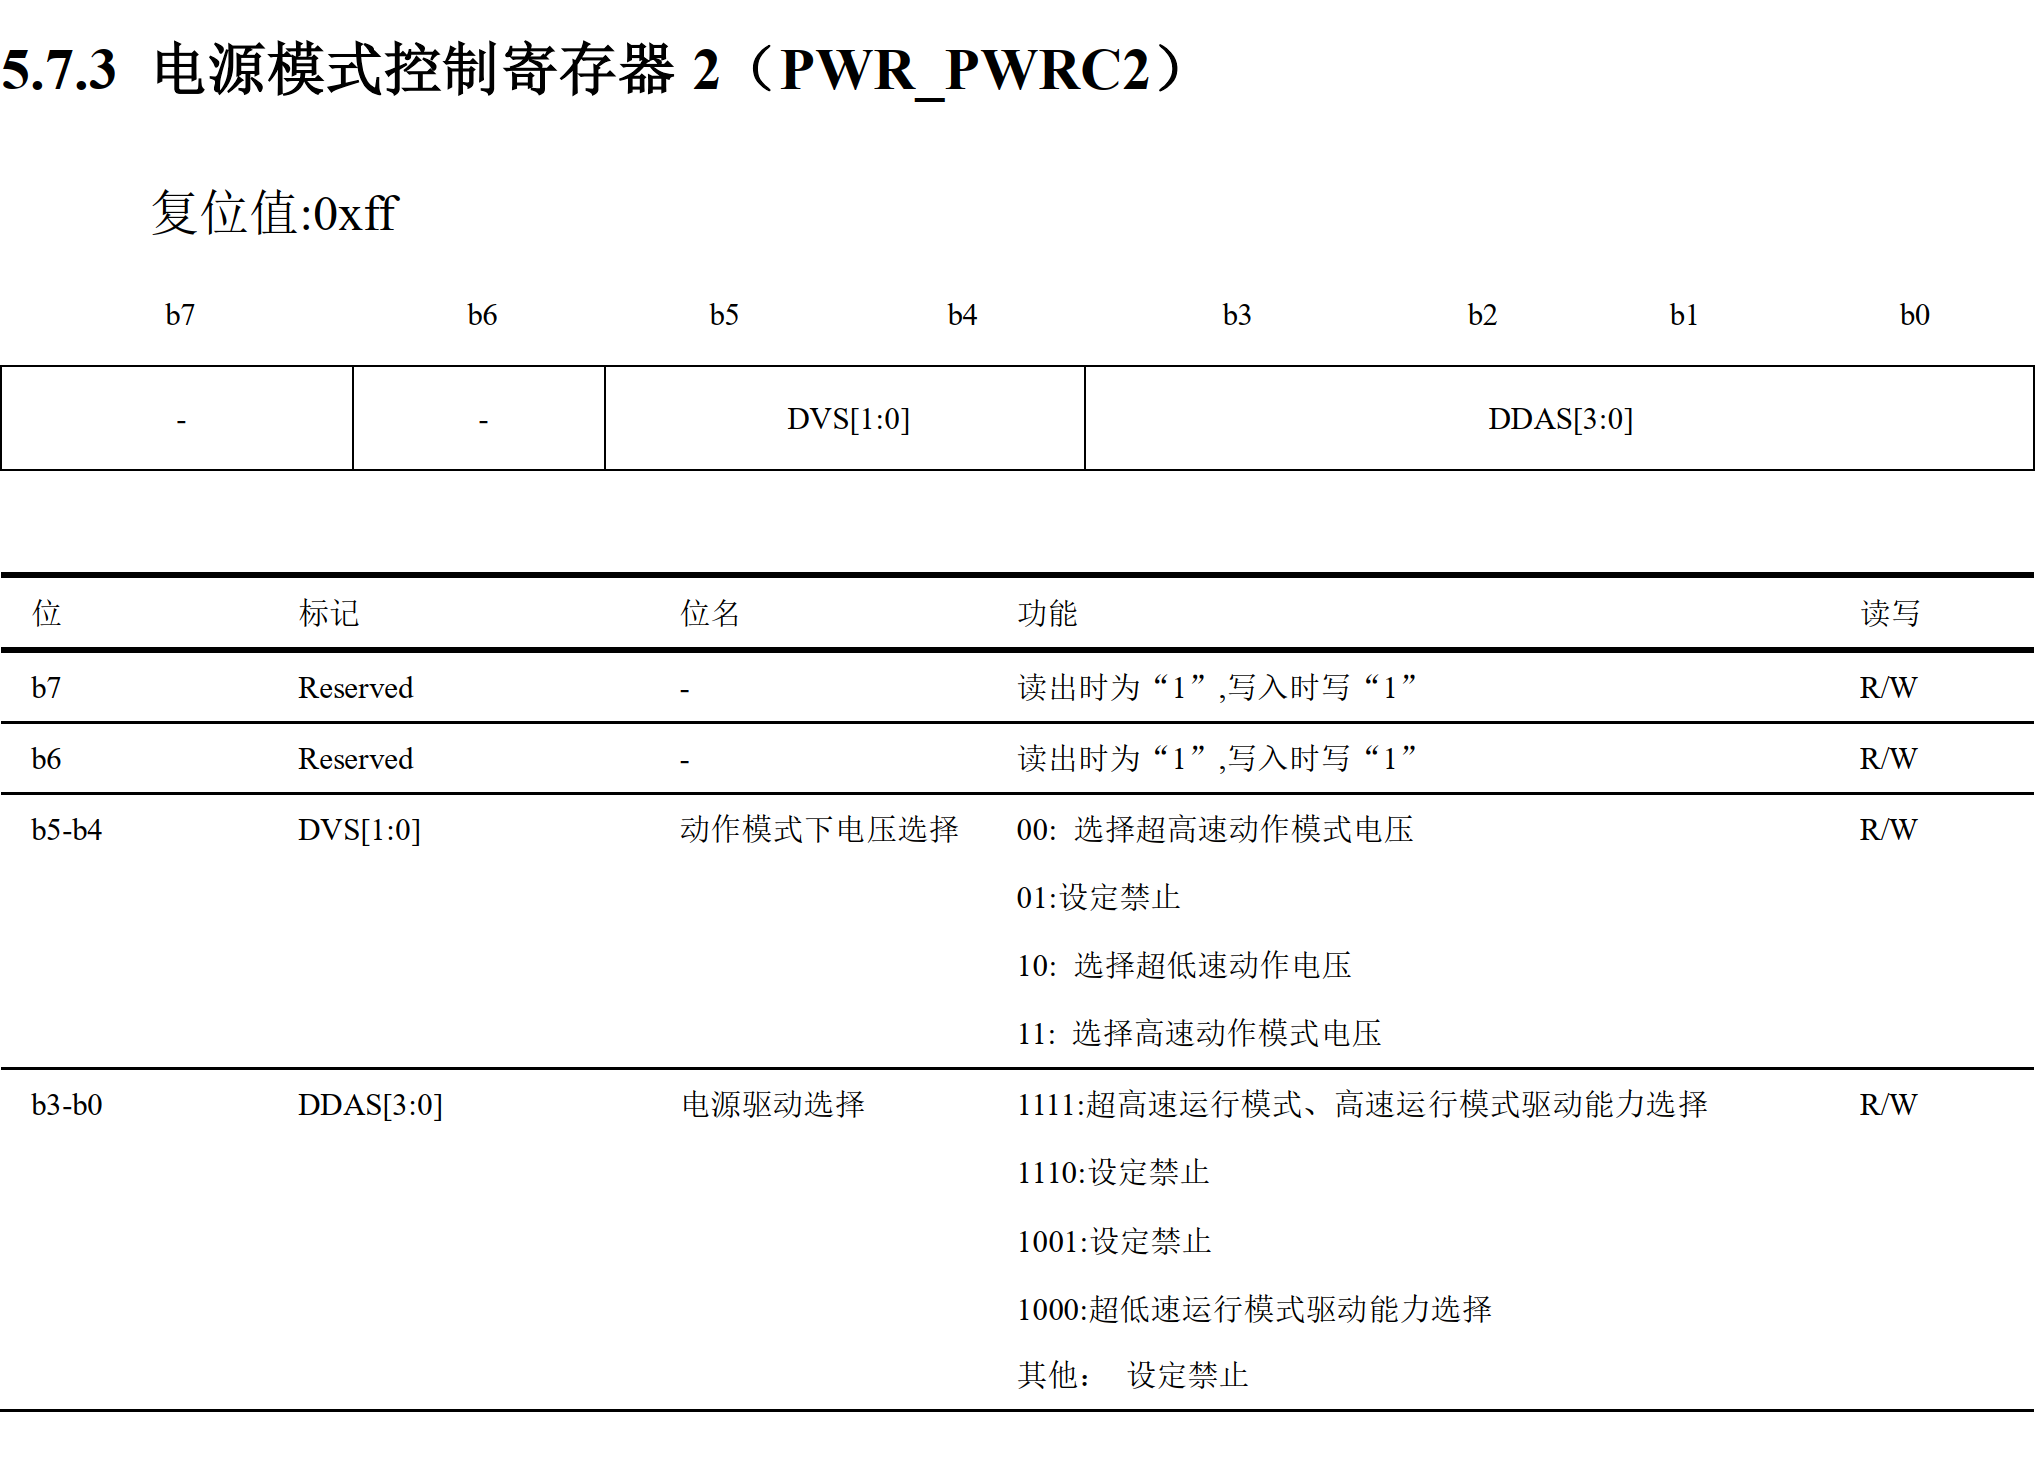 5.7.3 电源模式控制寄存器 2（PWR_PWRC2）
复位值:0xff
b7 b6 b5 b4 b3 b2 b1 b0
- - DVS[1:0] DDAS[3:0]
位 标记 位名 功能 读写
b7 Reserved - 读出时为“1”,写入时写“1” R/W
b6 Reserved - 读出时为“1”,写入时写“1” R/W
b5-b4 DVS[1:0] 动作模式下电压选择 00: 选择超高速动作模式电压 R/W
01:设定禁止
10: 选择超低速动作电压
11: 选择高速动作模式电压
b3-b0 DDAS[3:0] 电源驱动选择 1111:超高速运行模式、高速运行模式驱动能力选择 R/W
1110:设定禁止
1001:设定禁止
1000:超低速运行模式驱动能力选择
其他： 设定禁止